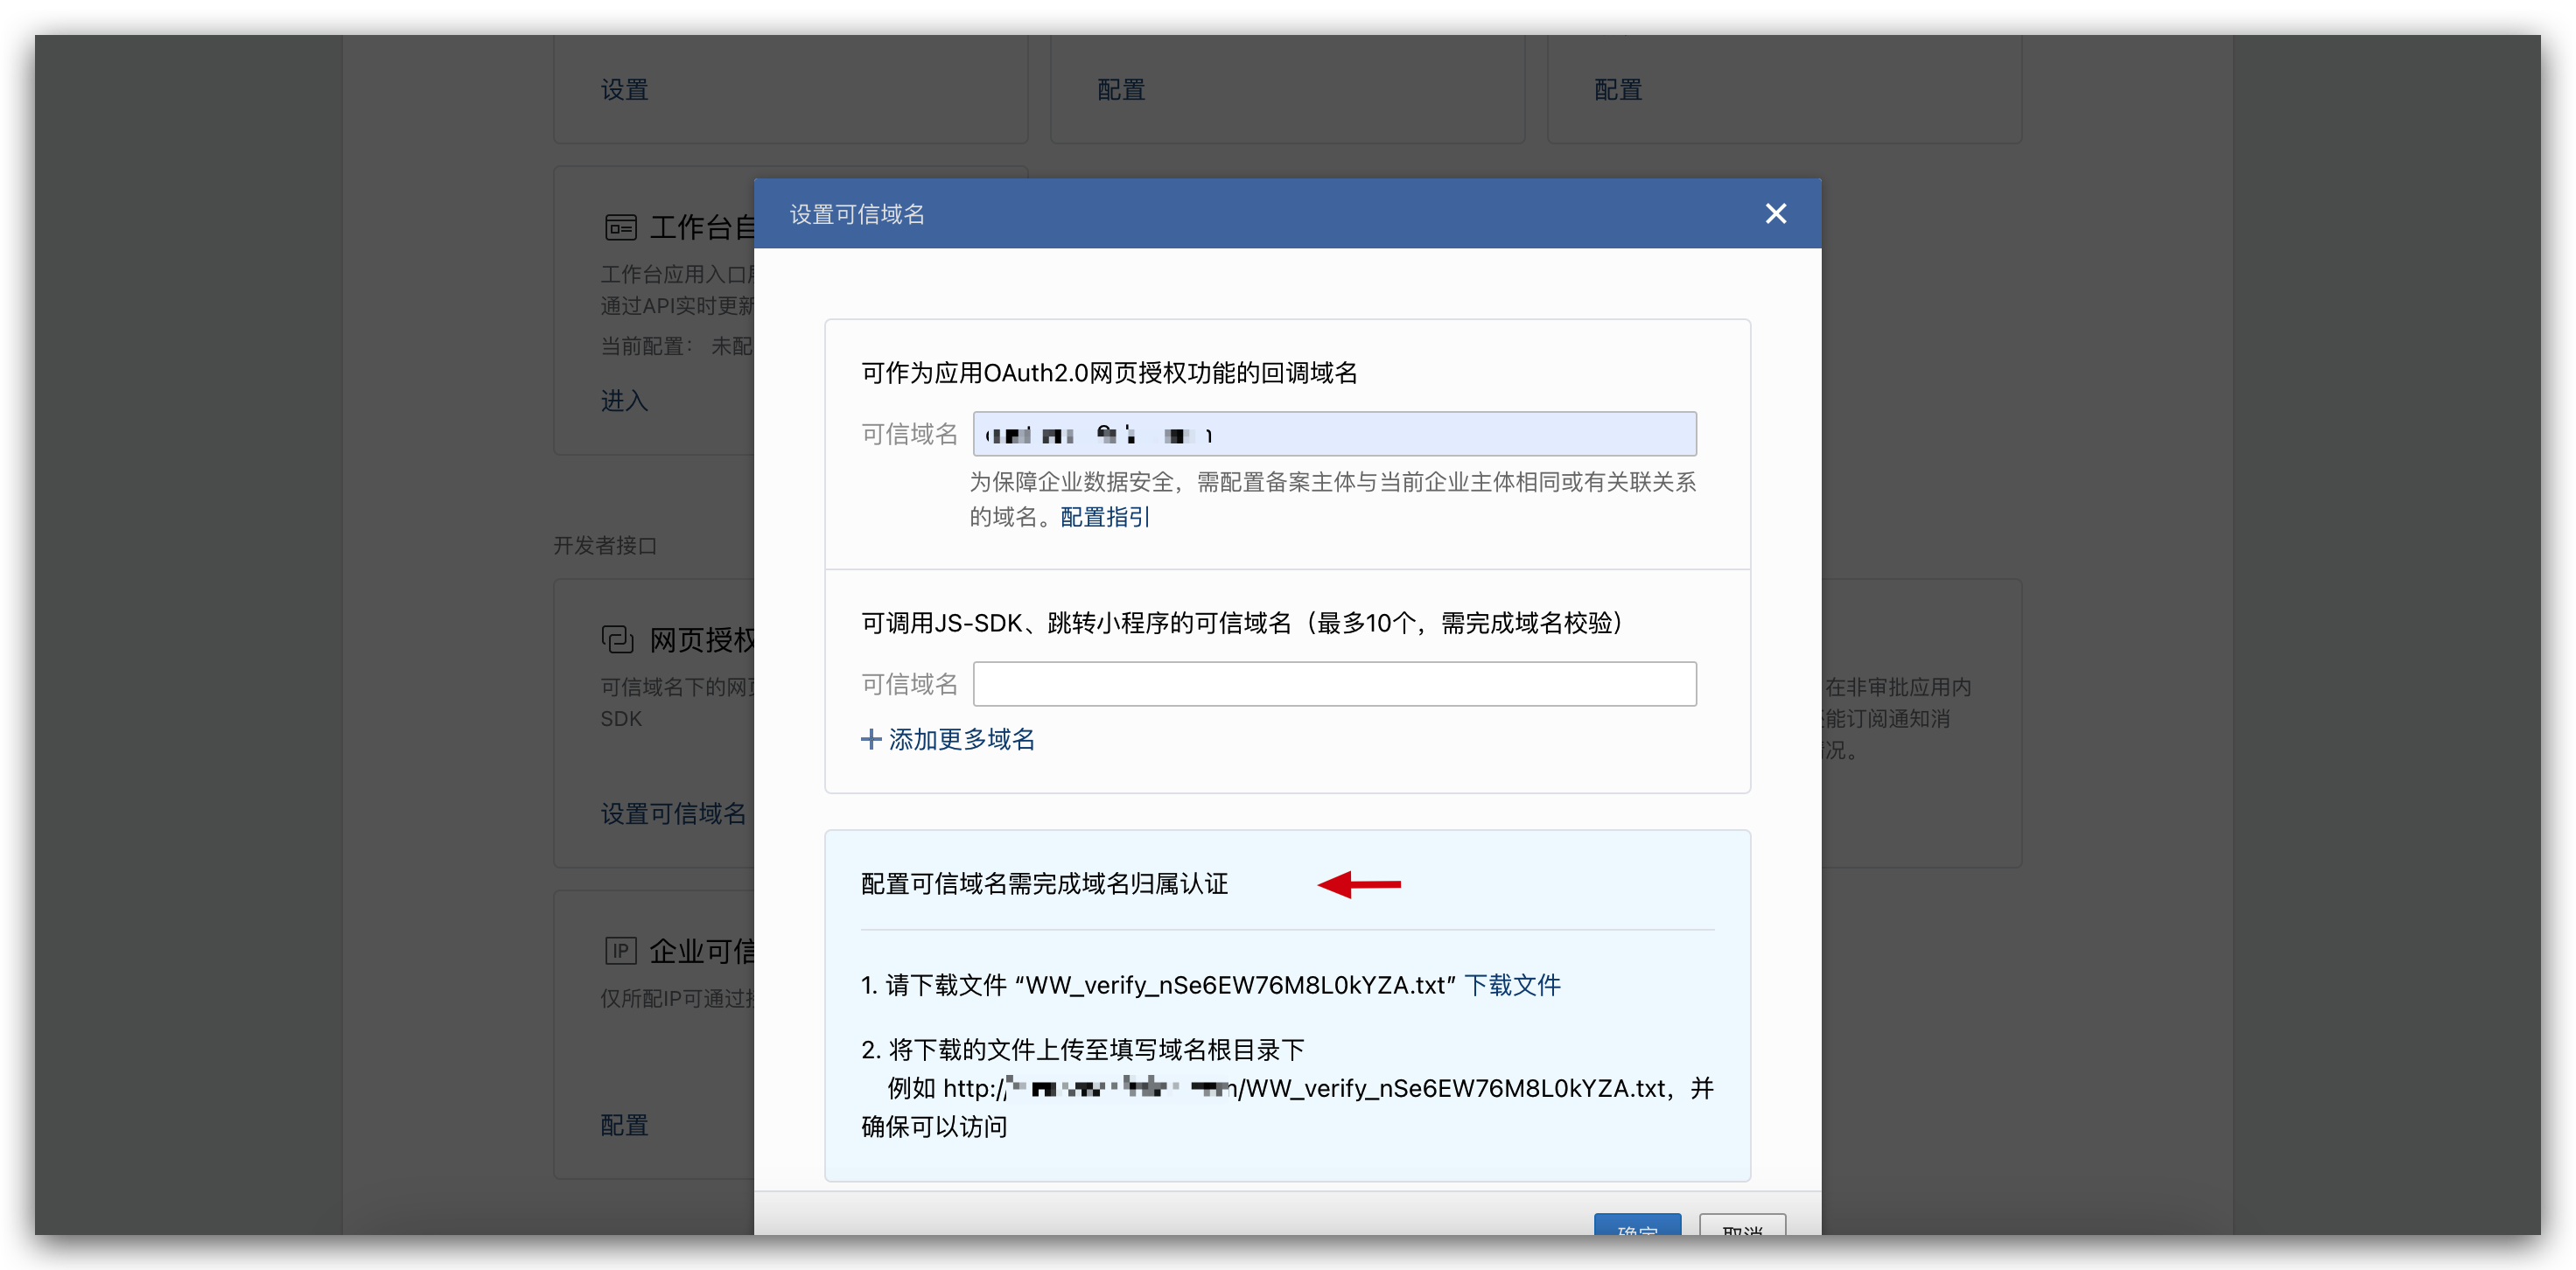 设置
配置
配置
工作台自
工作台应用入口
通过API实时更新
当前配置： 未配
进入
开发者接口
网页授权
可信域名下的网
SDK
设置可信域名
在非审批应用内
能订阅通知消
况。
IP 企业可信
仅所配IP可通过
配置
设置可信域名
可作为应用OAuth2.0网页授权功能的回调域名
可信域名
为保障企业数据安全，需配置备案主体与当前企业主体相同或有关联关系
的域名。配置指引
可调用JS-SDK、跳转小程序的可信域名（最多10个，需完成域名校验）
可信域名
添加更多域名
配置可信域名需完成域名归属认证
1. 请下载文件 “WW_verify_nSe6EW76M8L0kYZA.txt” 下载文件
2. 将下载的文件上传至填写域名根目录下
例如 http:/ /WW_verify_nSe6EW76M8L0kYZA.txt，并
确保可以访问
确定
取消